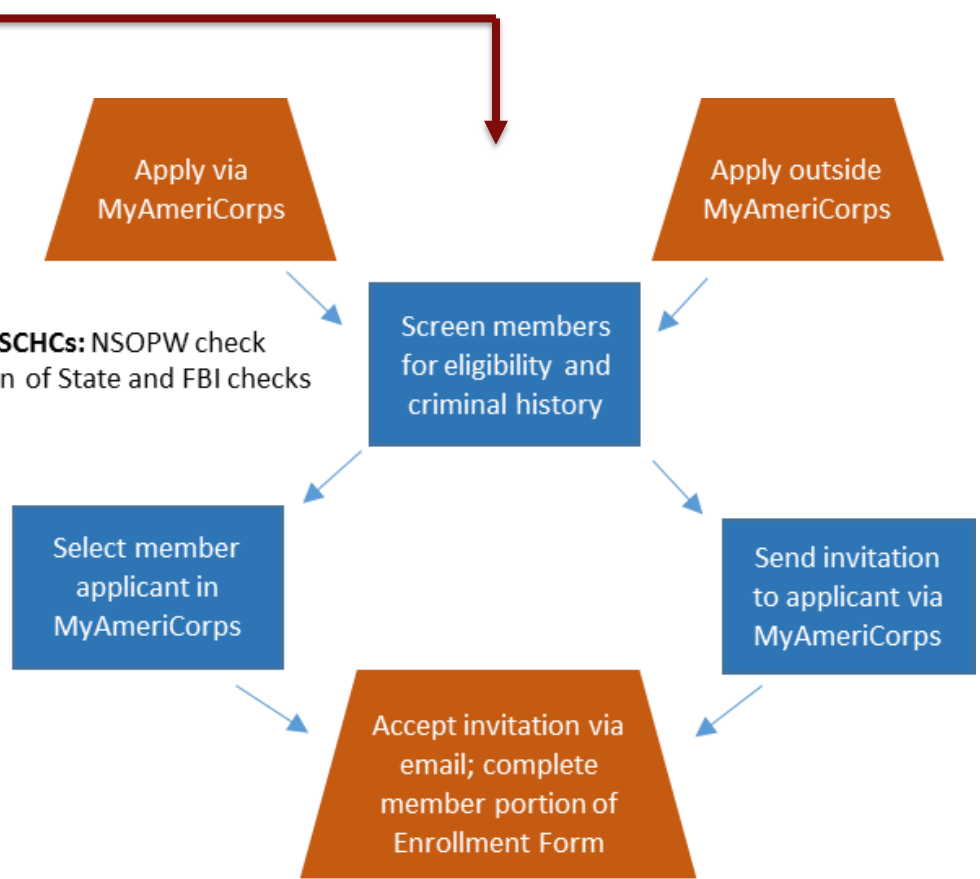 Apply via
MyAmeriCorps
Apply outside
MyAmeriCorps
SCHCs: NSOPW check
n of State and FBI checks
Screen members
for eligibility and
criminal history
Select member
applicant in
MyAmeriCorps
Send invitation
to applicant via
MyAmeriCorps
Accept invitation via
email; complete
member portion of
Enrollment Form